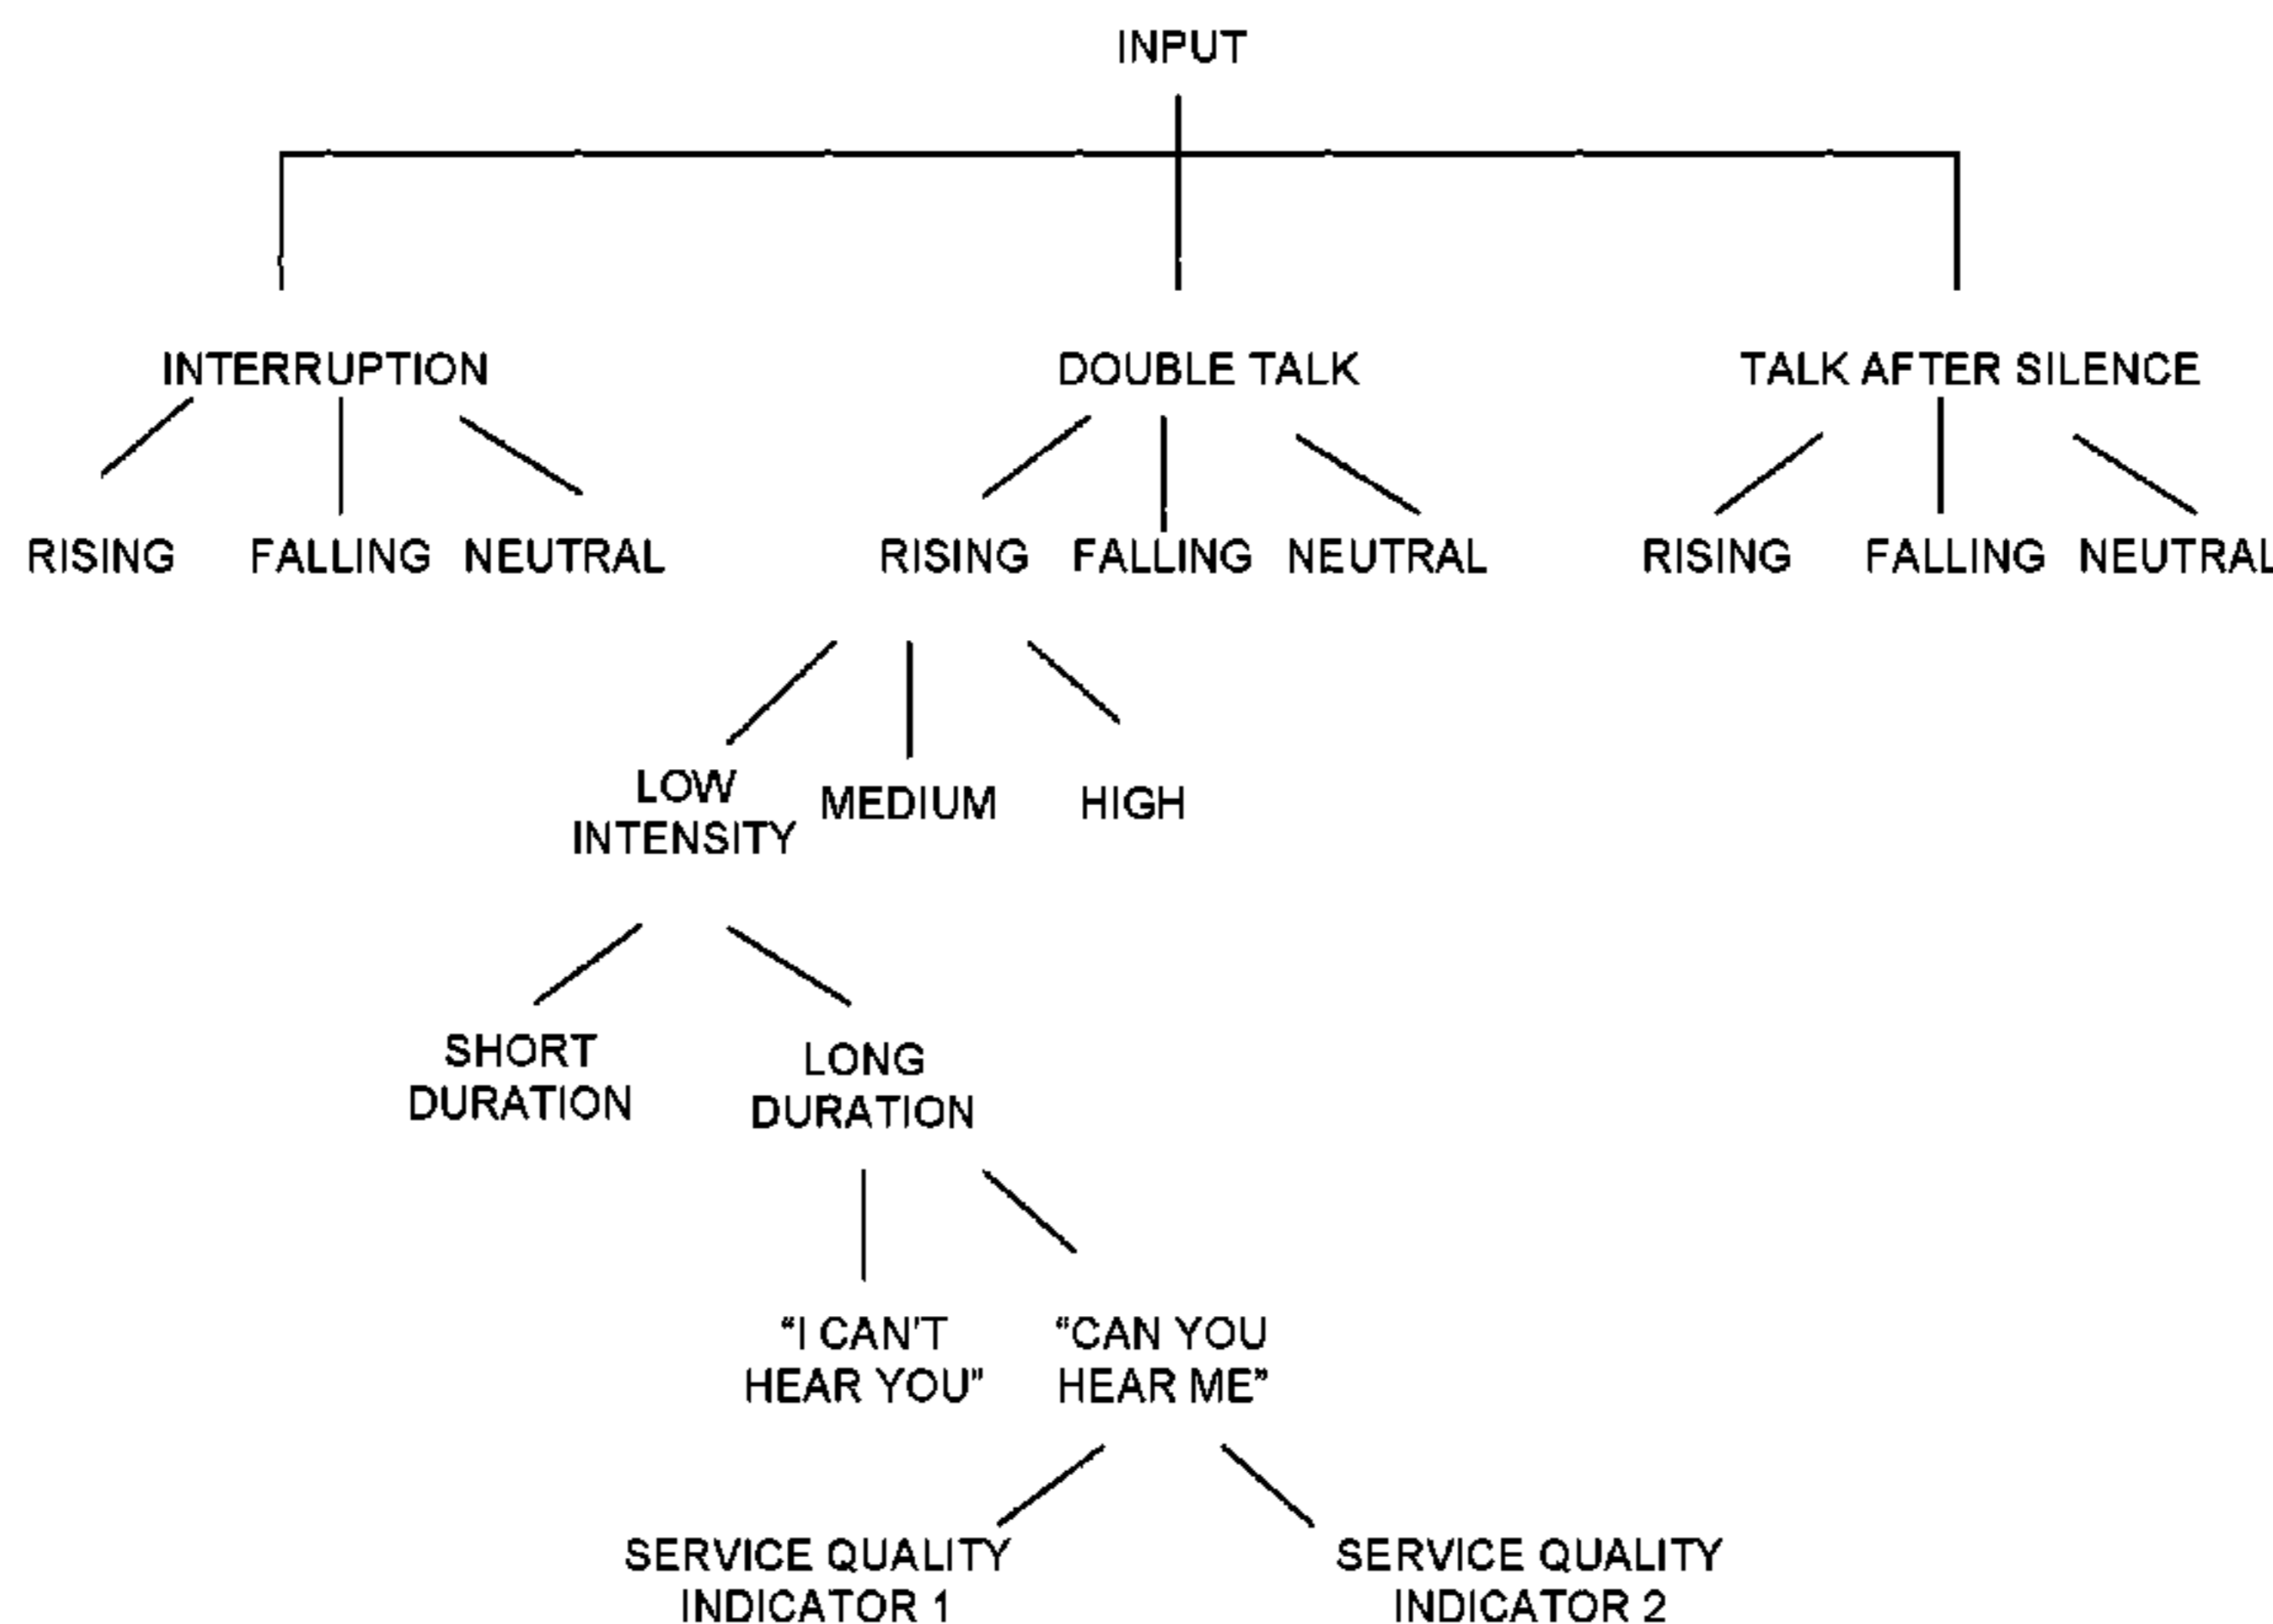 INPUT
INTERRUPTION
DOUBLE TALK
TALK AFTER SILENCE
RISING
FALLING
NEUTRAL
RISING
FALLING
NEUTRAL
RISING
FALLING
NEUTRAL
LOW
INTENSITY
MEDIUM
HIGH
SHORT
DURATION
LONG
DURATION
“I CAN'T
HEAR YOU”
“CAN YOU
HEAR ME”
SERVICE QUALITY
INDICATOR 1
SERVICE QUALITY
INDICATOR 2